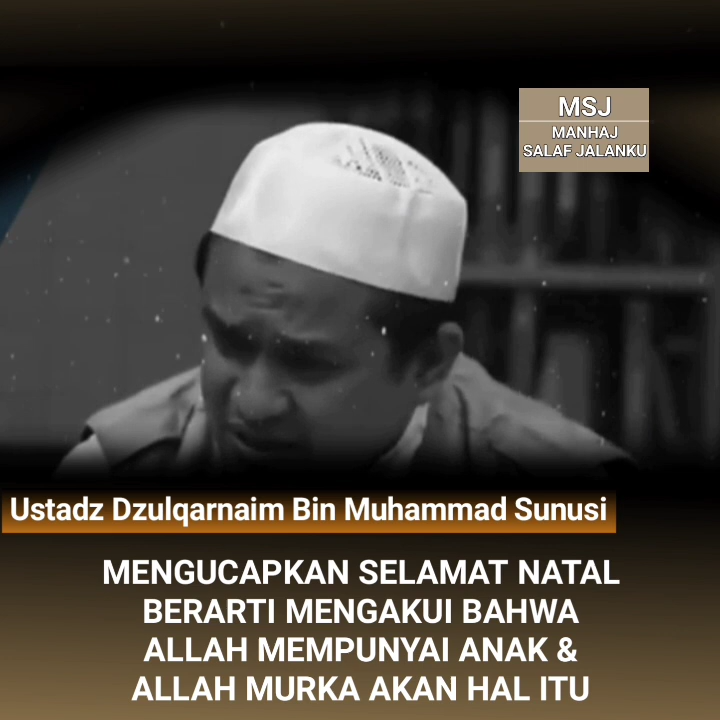 MSJ
MANHAJ
SALAF JALANKU
Ustadz Dzulqarnaim Bin Muhammad Sunusi
MENGUCAPKAN SELAMAT NATAL
BERARTI MENGAKUI BAHWA
ALLAH MEMPUNYAI ANAK &
ALLAH MURKA AKAN HAL ITU